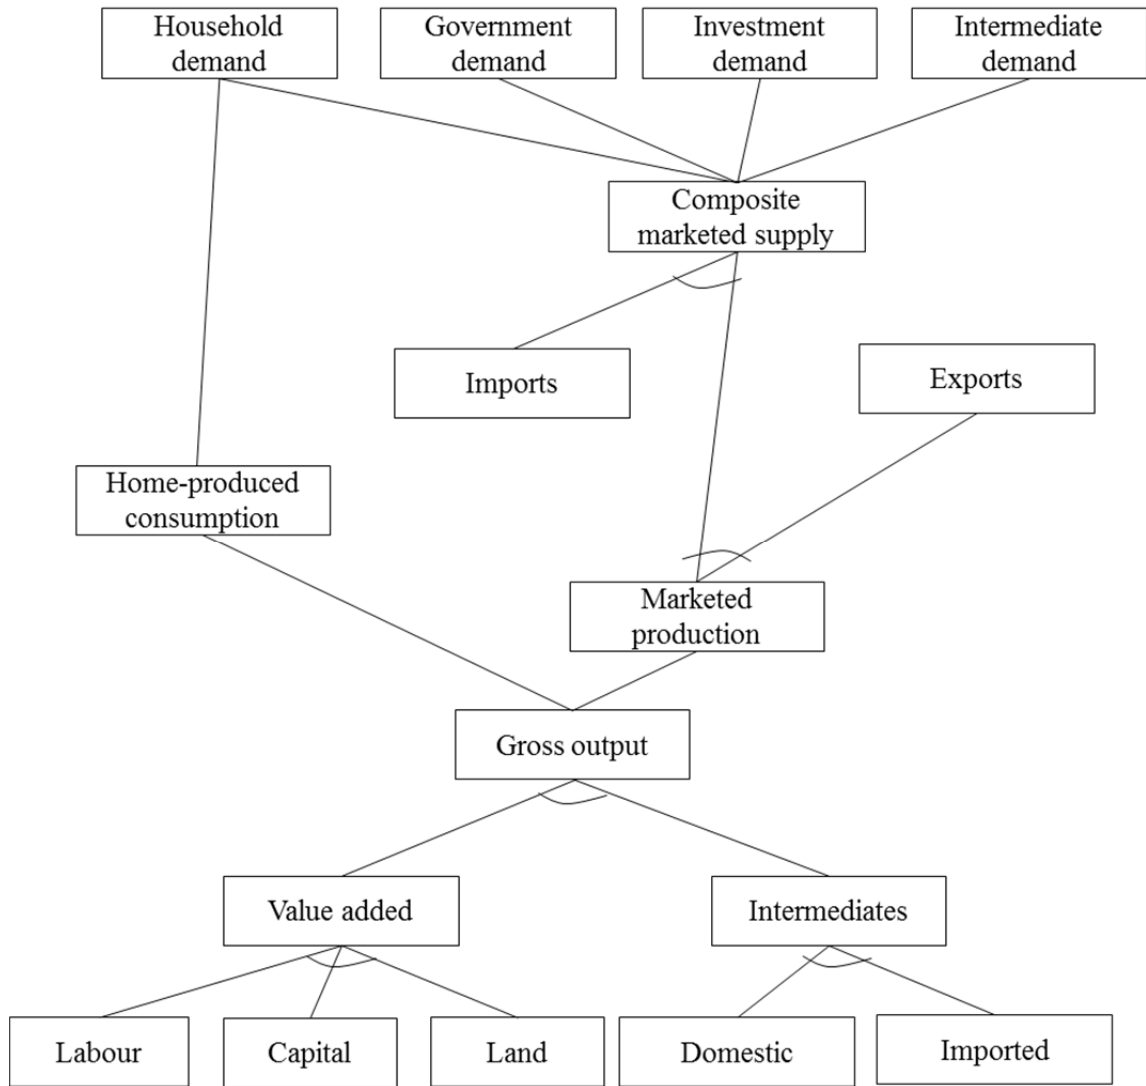 Household
demand
Government
demand
Investment
demand
Intermediate
demand
Composite
marketed supply
Imports
Exports
Home-produced
consumption
Marketed
production
Gross output
Value added
Intermediates
Labour
Capital
Land
Domestic
Imported